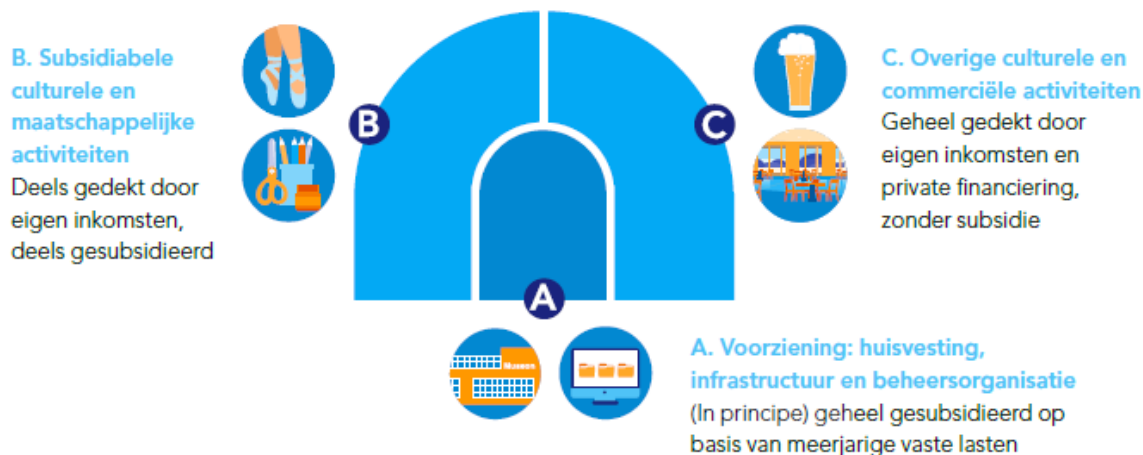 B. Subsidiabele
culturele en
maatschappelijke
activiteiten
Deels gedekt door
eigen inkomsten,
deels gesubsidieerd
B
C
C. Overige culturele en
commerciële activiteiten
Geheel gedekt door
eigen inkomsten en
private financiering,
zonder subsidie
A
MUSEUM
A. Voorziening: huisvesting,
infrastructuur en beheersorganisatie
(In principe) geheel gesubsidieerd op
basis van meerjarige vaste lasten